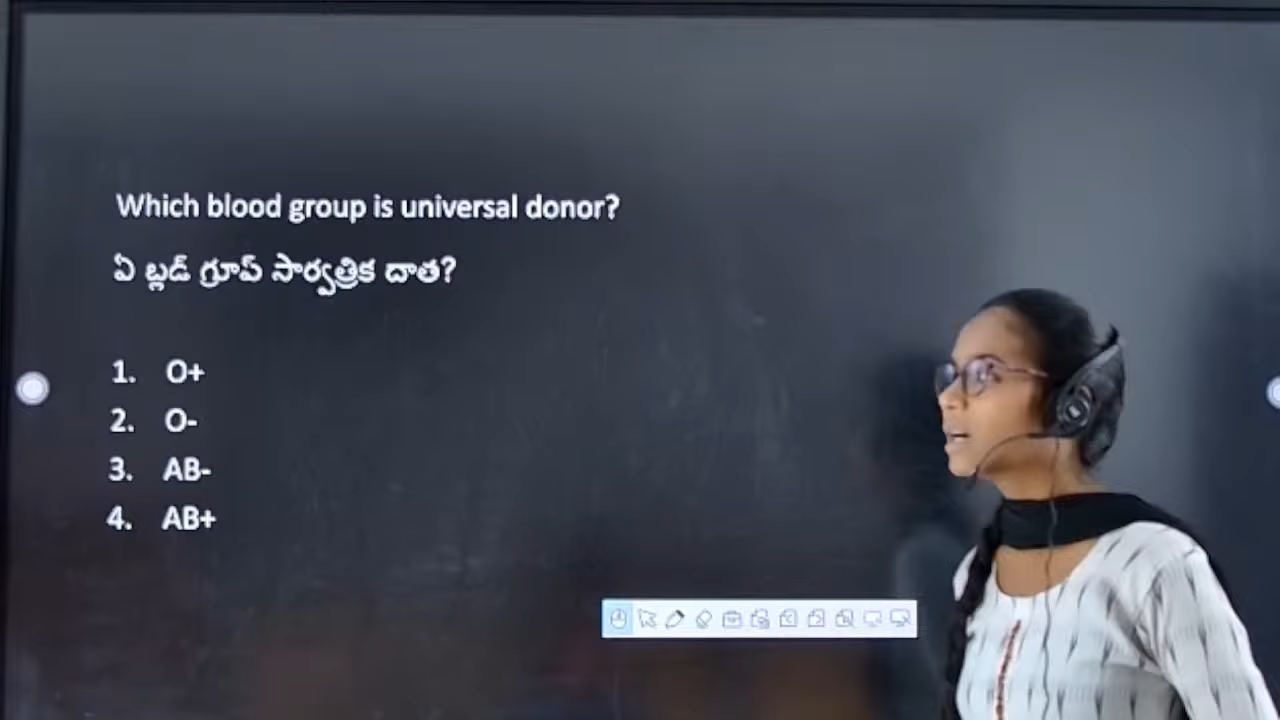 Which blood group is universal donor?
ఏ బ్లడ్ గ్రూప్ సార్వత్రిక దాత?
1. O+
2. O-
3. AB-
4. AB+